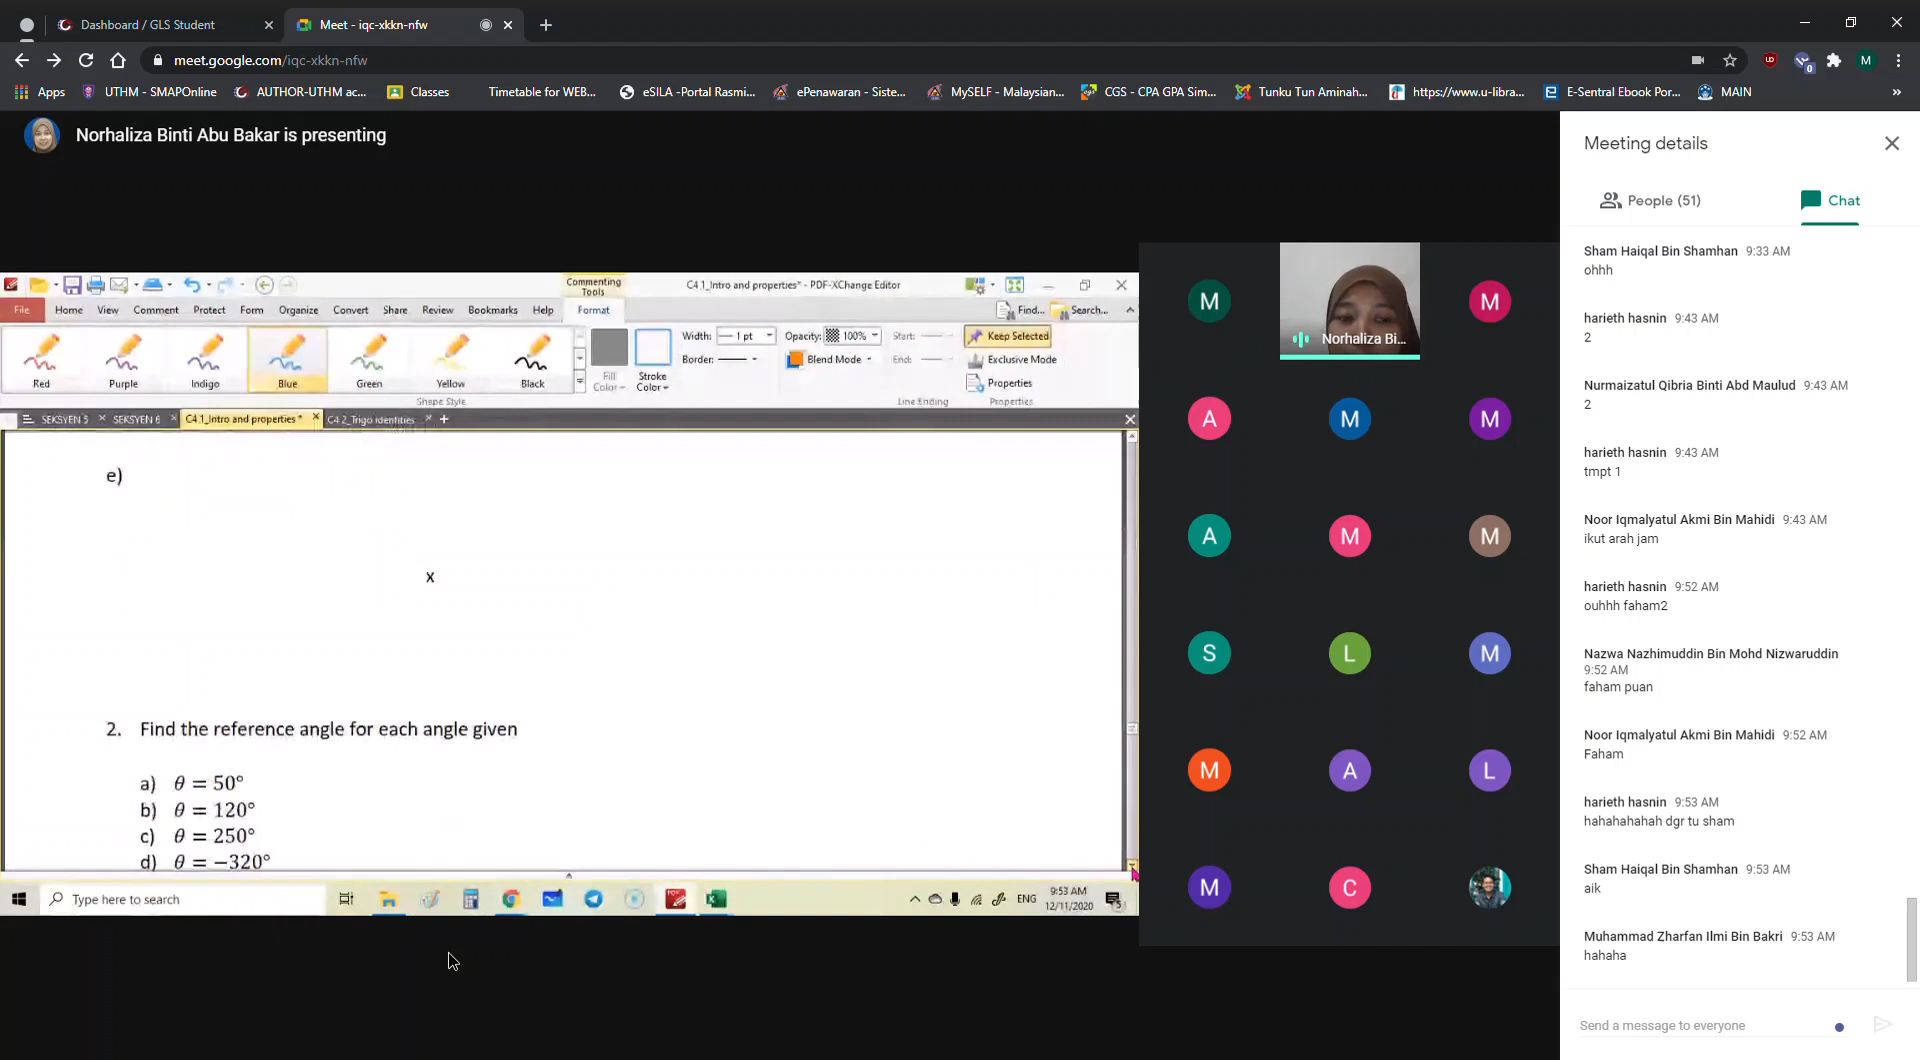 Dashboard / GLS Student
Meet - iqc-xkkn-nfw
meet.google.com/iqc-xkkn-nfw
UD
0
M
Apps
UTHM - SMAPOnline
AUTHOR-UTHM ac...
Classes
Timetable for WEB...
eSILA -Portal Rasmi...
ePenawaran - Siste...
MySELF - Malaysian...
CGS - CPA GPA Sim...
Tunku Tun Aminah...
https://www.u-libra...
E-Sentral Ebook Por...
MAIN
»
Norhaliza Binti Abu Bakar is presenting
Commenting Tools
C4.1_Intro and properties* - PDF-XChange Editor
File
Home
View
Comment
Protect
Form
Organize
Convert
Share
Review
Bookmarks
Help
Format
Find...
Search...
Red
Purple
Indigo
Blue
Green
Yellow
Black
Shape Style
Fill Color
Stroke Color
Width:
1 pt
Border:
Opacity:
100%
Blend Mode
Start:
End:
Line Ending
Keep Selected
Exclusive Mode
Properties
Properties
SEKSYEN 5
SEKSYEN 6
C4.1_Intro and properties *
C4 2_Trigo identities
e)
x
2. Find the reference angle for each angle given
a) θ = 50°
b) θ = 120°
c) θ = 250°
d) θ = −320°
Type here to search
ENG
9:53 AM
12/11/2020
5
M
Norhaliza Bi...
M
A
M
M
A
M
M
S
L
M
M
A
L
M
C
Meeting details
People (51)
Chat
Sham Haiqal Bin Shamhan 9:33 AM
ohhh
harieth hasnin 9:43 AM
2
Nurmaizatul Qibria Binti Abd Maulud 9:43 AM
2
harieth hasnin 9:43 AM
tmpt 1
Noor Iqmalyatul Akmi Bin Mahidi 9:43 AM
ikut arah jam
harieth hasnin 9:52 AM
ouhhh faham2
Nazwa Nazhimuddin Bin Mohd Nizwaruddin
9:52 AM
faham puan
Noor Iqmalyatul Akmi Bin Mahidi 9:52 AM
Faham
harieth hasnin 9:53 AM
hahahahahah dgr tu sham
Sham Haiqal Bin Shamhan 9:53 AM
aik
Muhammad Zharfan Ilmi Bin Bakri 9:53 AM
hahaha
Send a message to everyone